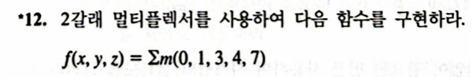 *12. 2갈래 멀티플렉서를 사용하여 다음 함수를 구현하라.
f(x, y, z) = Σm(0, 1, 3, 4, 7)